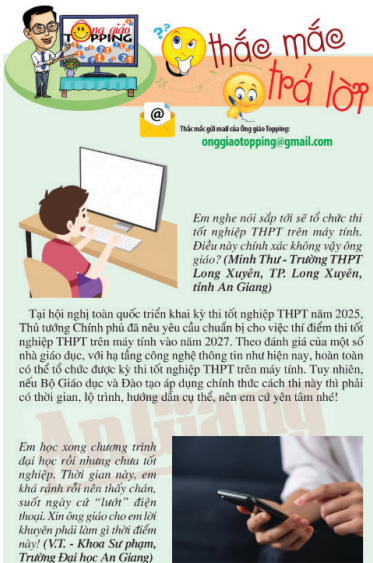 Ông giáo
TOPPING
thắc mắc
trả lời
@
Thắc mắc gửi mail của Ông giáo Topping:
onggiaotopping@gmail.com
Em nghe nói sắp tới sẽ tổ chức thi
tốt nghiệp THPT trên máy tính.
Điều này chính xác không vậy ông
giáo? (Minh Thư - Trường THPT
Long Xuyên, TP. Long Xuyên,
tỉnh An Giang)
Tại hội nghị toàn quốc triển khai kỳ thi tốt nghiệp THPT năm 2025,
Thủ tướng Chính phủ đã nêu yêu cầu chuẩn bị cho việc thí điểm thi tốt
nghiệp THPT trên máy tính vào năm 2027. Theo đánh giá của một số
nhà giáo dục, với hạ tầng công nghệ thông tin như hiện nay, hoàn toàn
có thể tổ chức được kỳ thi tốt nghiệp THPT trên máy tính. Tuy nhiên,
nếu Bộ Giáo dục và Đào tạo áp dụng chính thức cách thi này thì phải
có thời gian, lộ trình, hướng dẫn cụ thể, nên em cứ yên tâm nhé!
An Giang
Em học xong chương trình
đại học rồi nhưng chưa tốt
nghiệp. Thời gian này, em
khá rảnh rỗi nên thấy chán,
suốt ngày cứ “lướt” điện
thoại. Xin ông giáo cho em lời
khuyên phải làm gì thời điểm
này! (V.T. - Khoa Sư phạm,
Trường Đại học An Giang)